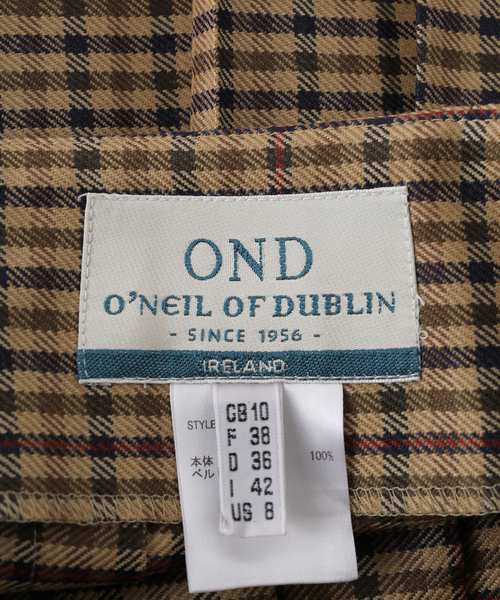 OND
O'NEIL OF DUBLIN
- SINCE 1956 -
IRELAND
STYLE
本体
ベル
100%
GB 10
F 38
D 36
I 42
US 8